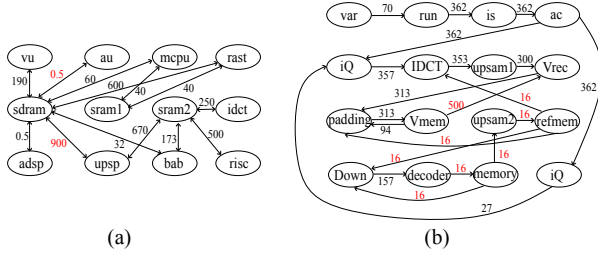 var 70 run 362 is 362 ac
vu au mcpu rast
362
190 0.5 60 600 40 40
iQ 357 IDCT 353 upsam1 300 Vrec
sdram sram1 sram2 250 idct
313 16 362
padding 313 94 Vmem 500 upsam2 16 refmem
0.5 900 670 32 173 500
16 16
adsp upsp bab risc
Down 157 decoder 16 memory iQ
16 27
(a) (b)